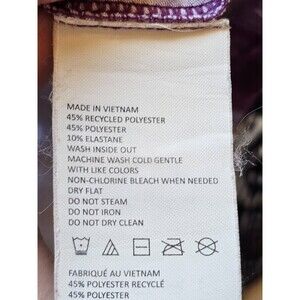 MADE IN VIETNAM
45% RECYCLED POLYESTER
45% POLYESTER
10% ELASTANE
WASH INSIDE OUT
MACHINE WASH COLD GENTLE
WITH LIKE COLORS
NON-CHLORINE BLEACH WHEN NEEDED
DRY FLAT
DO NOT STEAM
DO NOT IRON
DO NOT DRY CLEAN
FABRIQUÉ AU VIETNAM
45% POLYESTER RECYCLÉ
45% POLYESTER